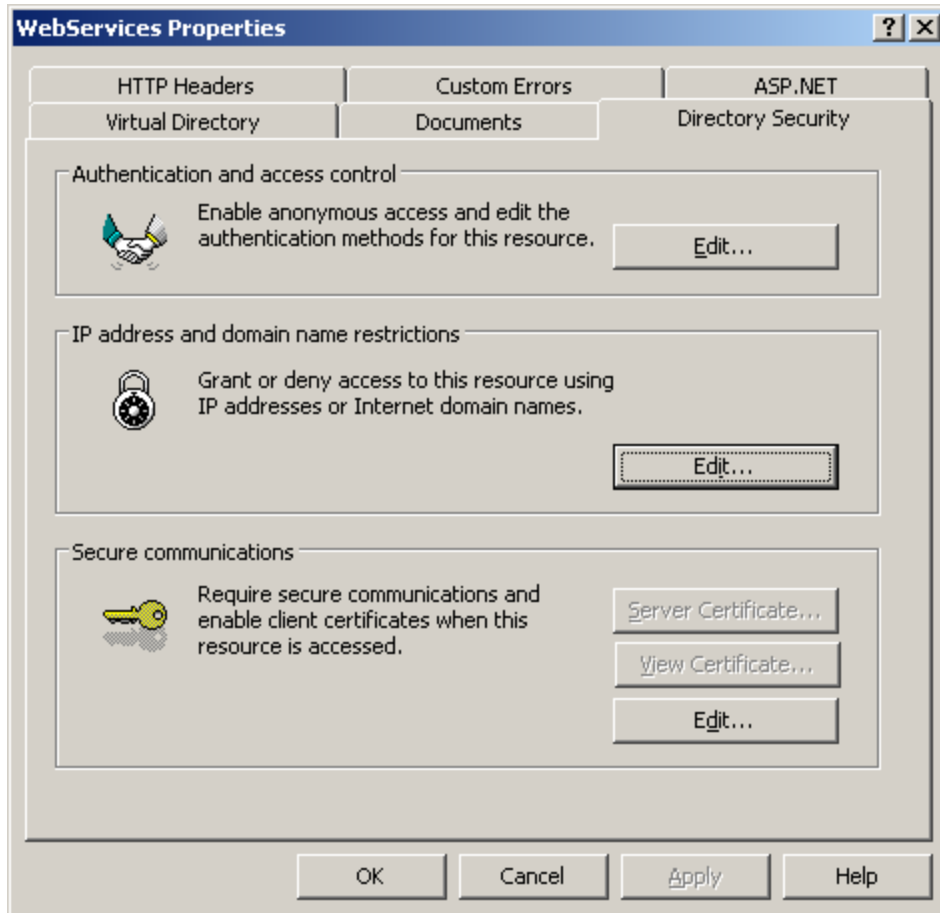 WebServices Properties
HTTP Headers
Custom Errors
ASP.NET
Virtual Directory
Documents
Directory Security
Authentication and access control
Enable anonymous access and edit the
authentication methods for this resource.
Edit...
IP address and domain name restrictions
Grant or deny access to this resource using
IP addresses or Internet domain names.
Edit...
Secure communications
Require secure communications and
enable client certificates when this
resource is accessed.
Server Certificate...
View Certificate...
Edit...
OK
Cancel
Apply
Help